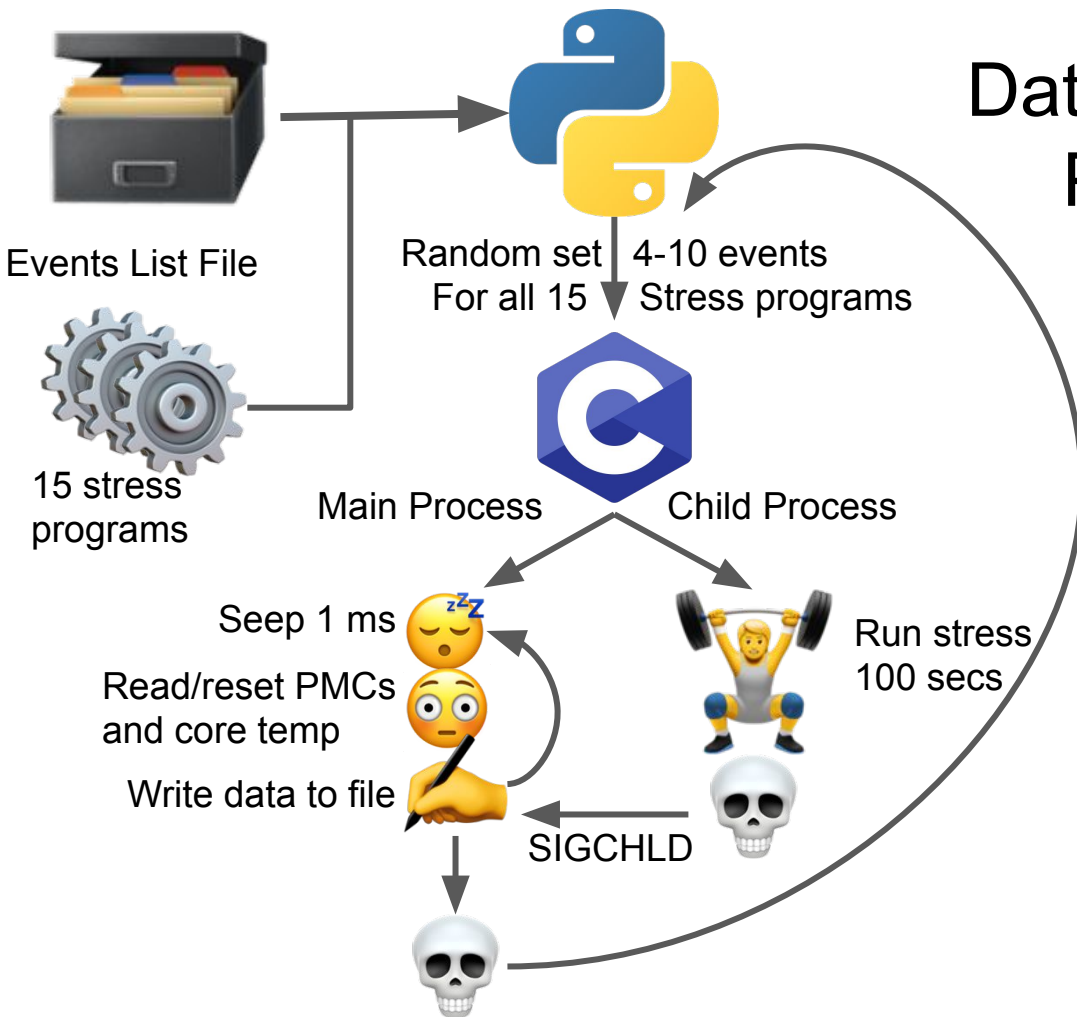 Dat
Events List File
Random set 4-10 events
For all 15 Stress programs
15 stress
programs
Main Process Child Process
Seep 1 ms
Run stress
100 secs
Read/reset PMCs
and core temp
Write data to file
SIGCHLD